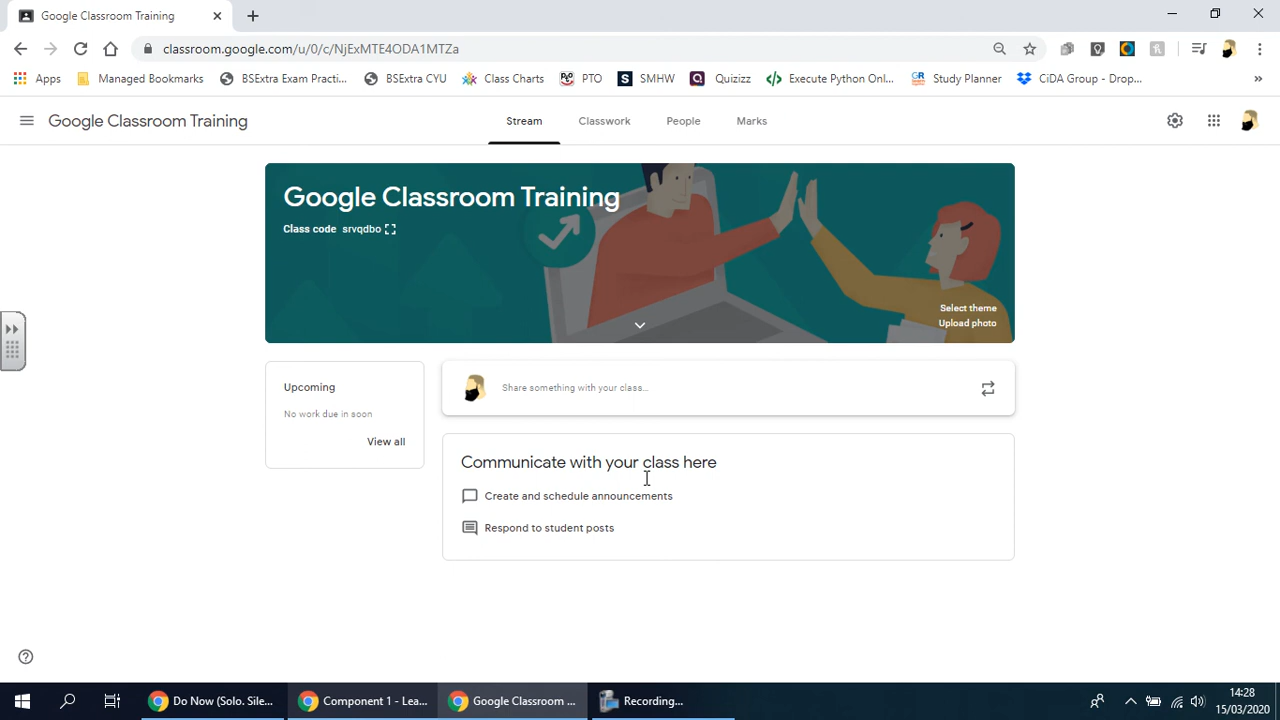 Google Classroom Training
classroom.google.com/u/0/c/NjExMTE4ODA1MTZa
Apps Managed Bookmarks BSExtra Exam Practi... BSExtra CYU Class Charts PTO SMHW Quizizz Execute Python Onl... Study Planner CiDA Group - Drop... »
Google Classroom Training
Stream Classwork People Marks
Google Classroom Training
Class code srvqdbo
Select theme
Upload photo
Upcoming
No work due in soon
View all
Share something with your class...
Communicate with your class here
Create and schedule announcements
Respond to student posts
Do Now (Solo. Sile... Component 1 - Lea... Google Classroom ... Recording...
14:28
15/03/2020